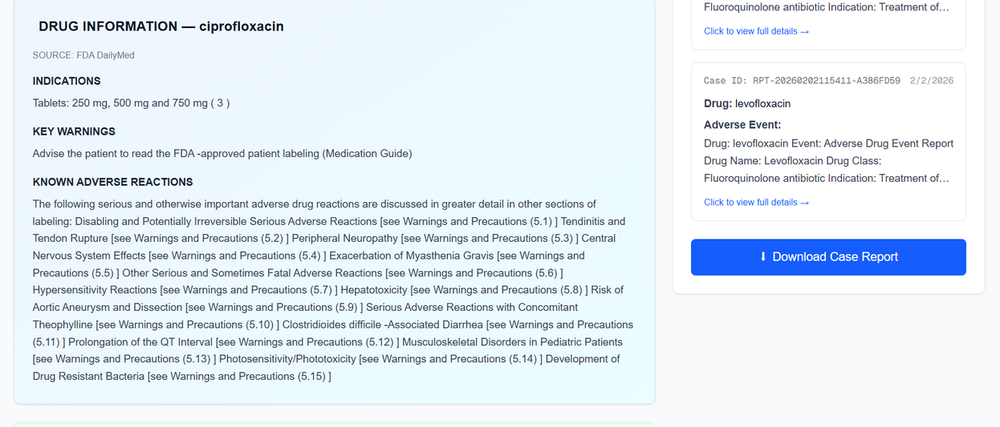 DRUG INFORMATION — ciprofloxacin
SOURCE: FDA DailyMed
INDICATIONS
Tablets: 250 mg, 500 mg and 750 mg ( 3 )
KEY WARNINGS
Advise the patient to read the FDA -approved patient labeling (Medication Guide)
KNOWN ADVERSE REACTIONS
The following serious and otherwise important adverse drug reactions are discussed in greater detail in other sections of
labeling: Disabling and Potentially Irreversible Serious Adverse Reactions [see Warnings and Precautions (5.1) ] Tendinitis and
Tendon Rupture [see Warnings and Precautions (5.2) ] Peripheral Neuropathy [see Warnings and Precautions (5.3) ] Central
Nervous System Effects [see Warnings and Precautions (5.4) ] Exacerbation of Myasthenia Gravis [see Warnings and
Precautions (5.5) ] Other Serious and Sometimes Fatal Adverse Reactions [see Warnings and Precautions (5.6) ]
Hypersensitivity Reactions [see Warnings and Precautions (5.7) ] Hepatotoxicity [see Warnings and Precautions (5.8) ] Risk of
Aortic Aneurysm and Dissection [see Warnings and Precautions (5.9) ] Serious Adverse Reactions with Concomitant
Theophylline [see Warnings and Precautions (5.10) ] Clostridioides difficile -Associated Diarrhea [see Warnings and Precautions
(5.11) ] Prolongation of the QT Interval [see Warnings and Precautions (5.12) ] Musculoskeletal Disorders in Pediatric Patients
[see Warnings and Precautions (5.13) ] Photosensitivity/Phototoxicity [see Warnings and Precautions (5.14) ] Development of
Drug Resistant Bacteria [see Warnings and Precautions (5.15) ]
Fluoroquinolone antibiotic Indication: Treatment of…
Click to view full details →
Case ID: RPT-20260202115411-A386FD59 2/2/2026
Drug: levofloxacin
Adverse Event:
Drug: levofloxacin Event: Adverse Drug Event Report
Drug Name: Levofloxacin Drug Class:
Fluoroquinolone antibiotic Indication: Treatment of…
Click to view full details →
⬇ Download Case Report